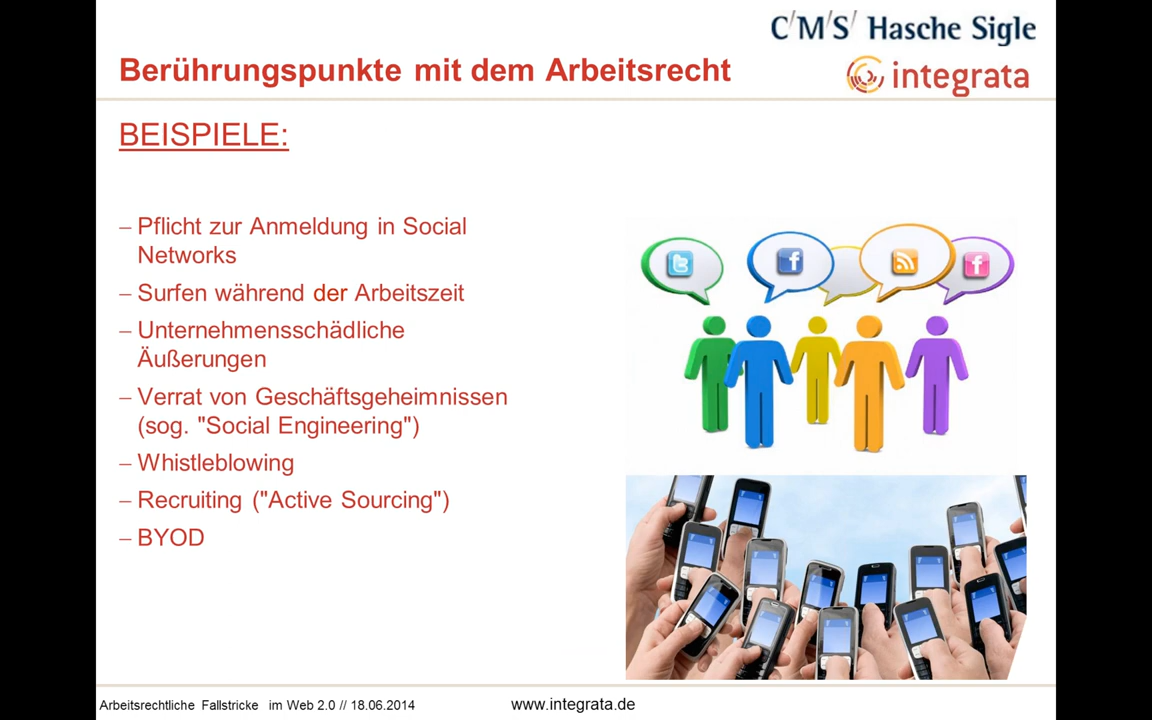 C/M/S/ Hasche Sigle
Berührungspunkte mit dem Arbeitsrecht
integrata
BEISPIELE:
– Pflicht zur Anmeldung in Social
Networks
– Surfen während der Arbeitszeit
– Unternehmensschädliche
Äußerungen
– Verrat von Geschäftsgeheimnissen
(sog. "Social Engineering")
– Whistleblowing
– Recruiting ("Active Sourcing")
– BYOD
Arbeitsrechtliche Fallstricke im Web 2.0 // 18.06.2014
www.integrata.de